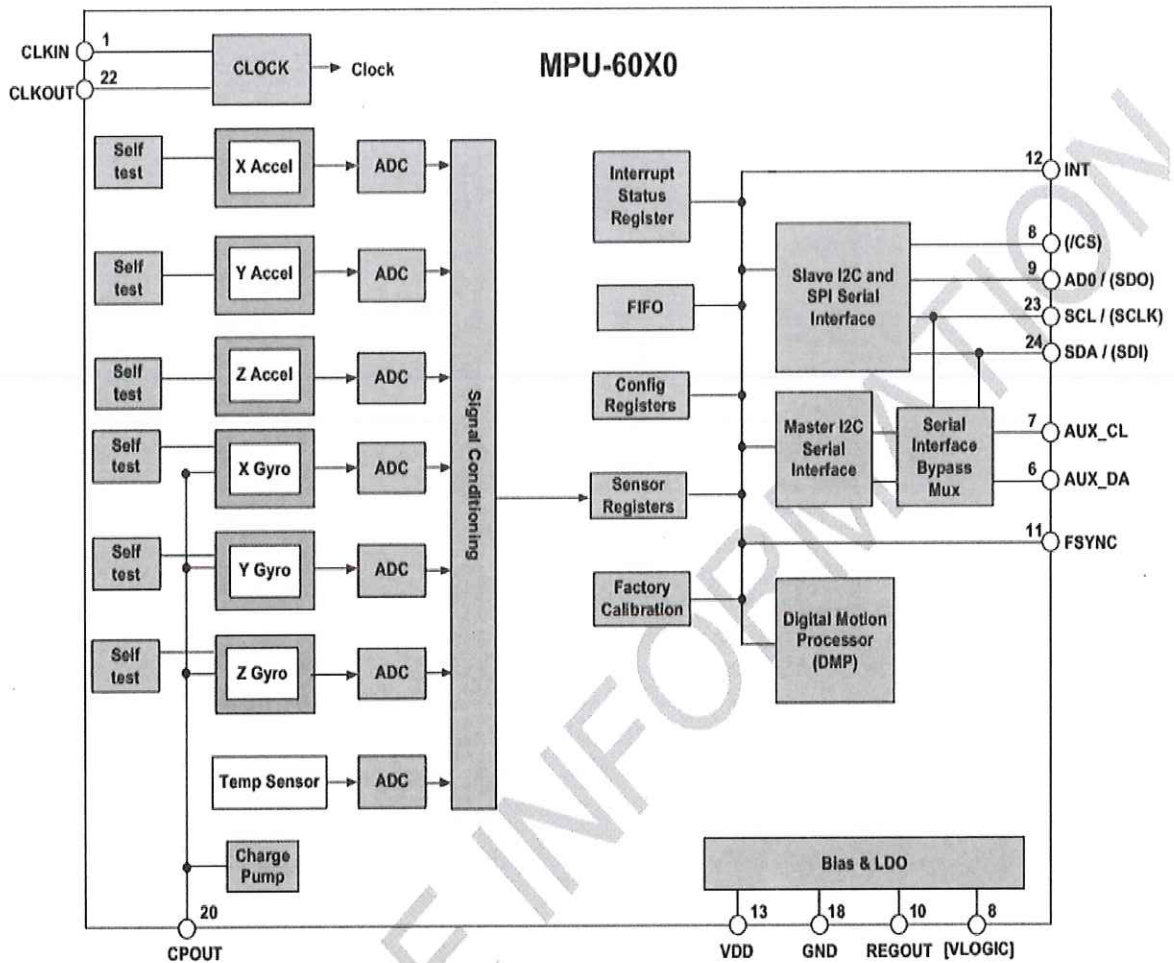 MPU-60X0
1
CLKIN
22
CLKOUT
CLOCK
Clock
Self
test
X Accel
ADC
Self
test
Y Accel
ADC
Self
test
Z Accel
ADC
Self
test
X Gyro
ADC
Self
test
Y Gyro
ADC
Self
test
Z Gyro
ADC
Temp Sensor
ADC
Charge
Pump
20
CPOUT
Signal Conditioning
Interrupt
Status
Register
FIFO
Config
Registers
Sensor
Registers
Factory
Calibration
Slave I2C and
SPI Serial
Interface
Master I2C
Serial
Interface
Serial
Interface
Bypass
Mux
Digital Motion
Processor
(DMP)
12
INT
8
(/CS)
9
AD0 / (SDO)
23
SCL / (SCLK)
24
SDA / (SDI)
7
AUX_CL
6
AUX_DA
11
FSYNC
Bias & LDO
13
VDD
18
GND
10
REGOUT
8
[VLOGIC]
E INFORMATION